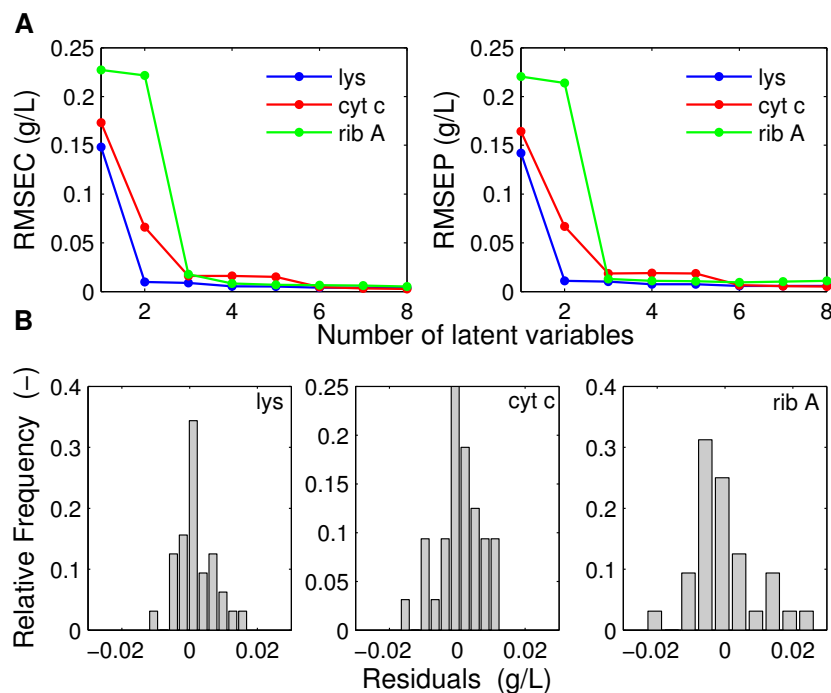 A
RMSEC (g/L)
0.25
0.2
0.15
0.1
0.05
0
2
4
6
8
lys
cyt c
rib A
RMSEP (g/L)
0.25
0.2
0.15
0.1
0.05
0
2
4
6
8
lys
cyt c
rib A
Number of latent variables
B
Relative Frequency (−)
0.4
0.3
0.2
0.1
0
−0.02
0
0.02
lys
0.25
0.2
0.15
0.1
0.05
0
−0.02
0
0.02
cyt c
0.4
0.3
0.2
0.1
0
−0.02
0
0.02
rib A
Residuals (g/L)